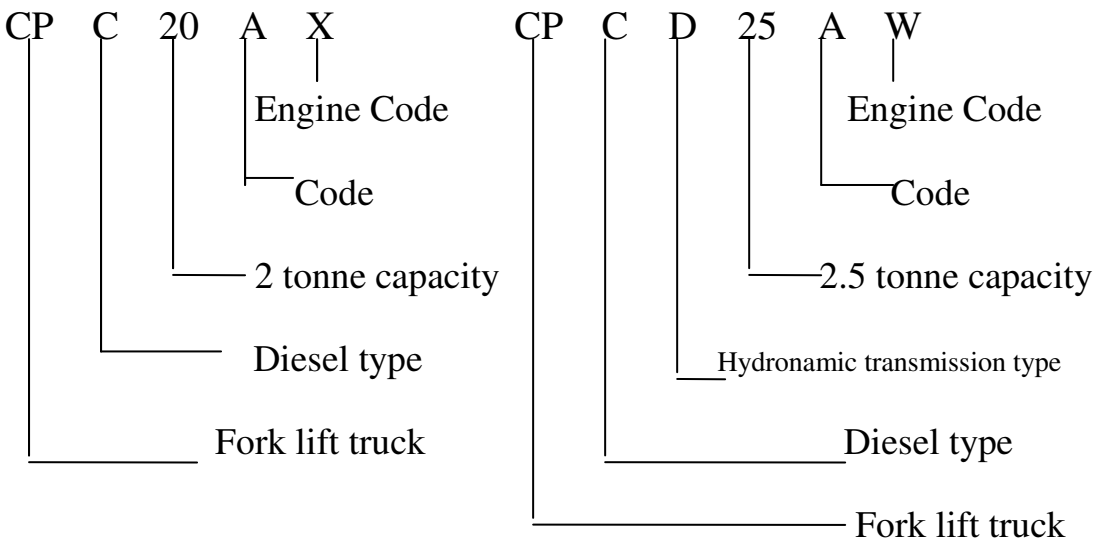 CP C 20 A X
Engine Code
Code
2 tonne capacity
Diesel type
Fork lift truck
CP C D 25 A W
Engine Code
Code
2.5 tonne capacity
Hydronamic transmission type
Diesel type
Fork lift truck